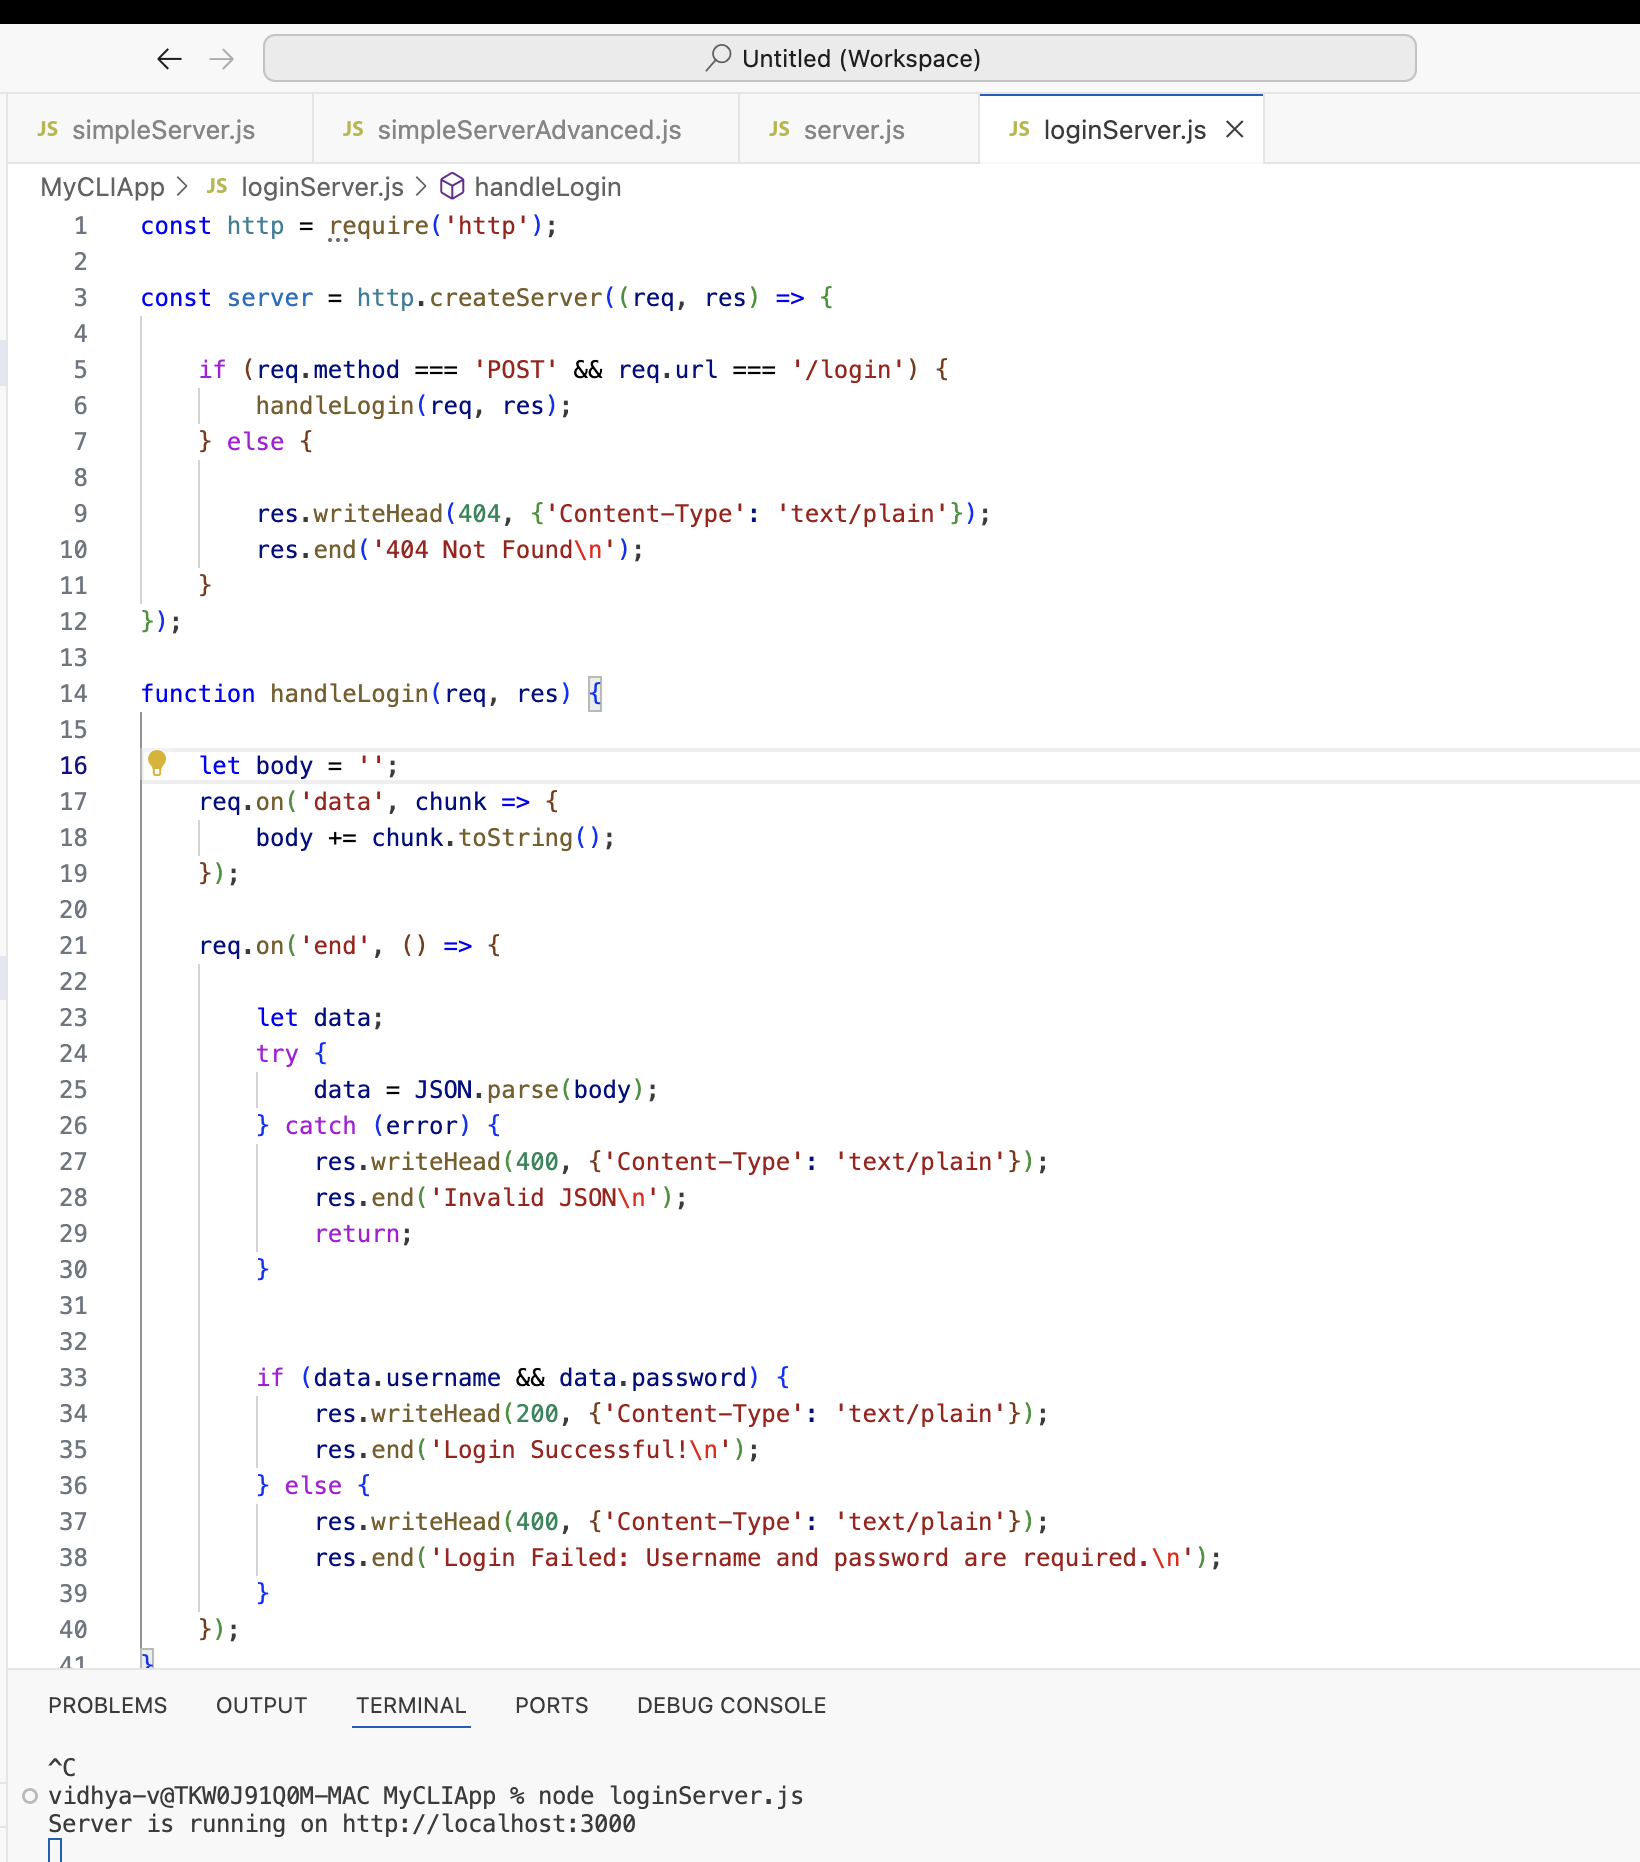 Untitled (Workspace)
JS simpleServer.js JS simpleServerAdvanced.js JS server.js JS loginServer.js
MyCLIApp > JS loginServer.js > handleLogin
1 const http = require('http');
2
3 const server = http.createServer((req, res) => {
4
5 if (req.method === 'POST' && req.url === '/login') {
6 handleLogin(req, res);
7 } else {
8
9 res.writeHead(404, {'Content-Type': 'text/plain'});
10 res.end('404 Not Found\n');
11 }
12 });
13
14 function handleLogin(req, res) {
15
16 let body = '';
17 req.on('data', chunk => {
18 body += chunk.toString();
19 });
20
21 req.on('end', () => {
22
23 let data;
24 try {
25 data = JSON.parse(body);
26 } catch (error) {
27 res.writeHead(400, {'Content-Type': 'text/plain'});
28 res.end('Invalid JSON\n');
29 return;
30 }
31
32
33 if (data.username && data.password) {
34 res.writeHead(200, {'Content-Type': 'text/plain'});
35 res.end('Login Successful!\n');
36 } else {
37 res.writeHead(400, {'Content-Type': 'text/plain'});
38 res.end('Login Failed: Username and password are required.\n');
39 }
40 });
41 }
PROBLEMS OUTPUT TERMINAL PORTS DEBUG CONSOLE
^C
vidhya-v@TKW0J91Q0M-MAC MyCLIApp % node loginServer.js
Server is running on http://localhost:3000